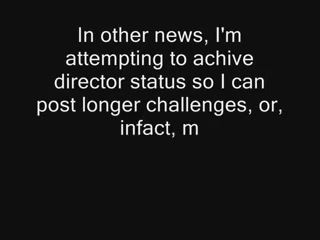 In other news, I'm
attempting to achive
director status so I can
post longer challenges, or,
infact, m